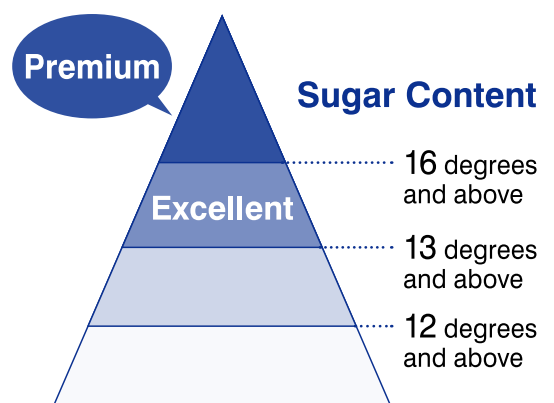 Premium
Sugar Content
16 degrees
and above
Excellent
13 degrees
and above
12 degrees
and above